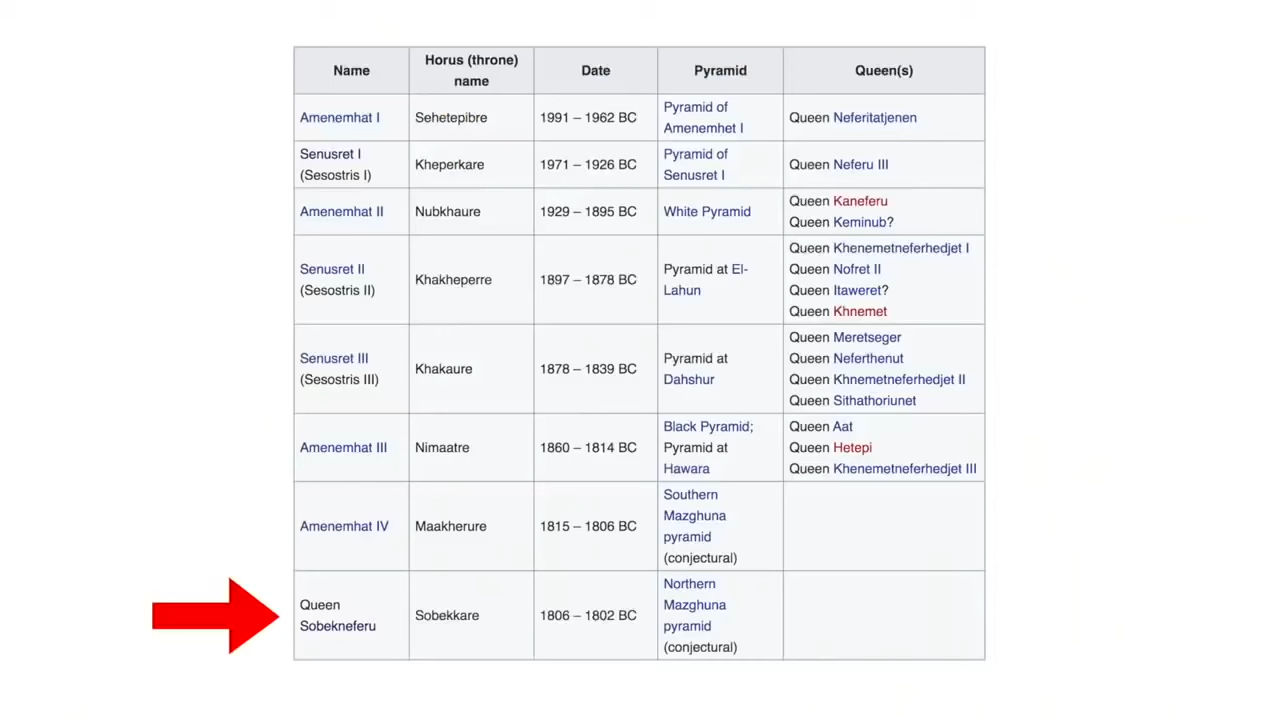 Name
Horus (throne)
name
Date
Pyramid
Queen(s)
Amenemhat I
Sehetepibre
1991 – 1962 BC
Pyramid of
Amenemhet I
Queen Neferitatjenen
Senusret I
(Sesostris I)
Kheperkare
1971 – 1926 BC
Pyramid of
Senusret I
Queen Neferu III
Amenemhat II
Nubkhaure
1929 – 1895 BC
White Pyramid
Queen Kaneferu
Queen Keminub?
Senusret II
(Sesostris II)
Khakheperre
1897 – 1878 BC
Pyramid at El-
Lahun
Queen Khenemetneferhedjet I
Queen Nofret II
Queen Itaweret?
Queen Khnemet
Senusret III
(Sesostris III)
Khakaure
1878 – 1839 BC
Pyramid at
Dahshur
Queen Meretseger
Queen Neferthenut
Queen Khnemetneferhedjet II
Queen Sithathoriunet
Amenemhat III
Nimaatre
1860 – 1814 BC
Black Pyramid;
Pyramid at
Hawara
Queen Aat
Queen Hetepi
Queen Khenemetneferhedjet III
Amenemhat IV
Maakherure
1815 – 1806 BC
Southern
Mazghuna
pyramid
(conjectural)
Queen
Sobekneferu
Sobekkare
1806 – 1802 BC
Northern
Mazghuna
pyramid
(conjectural)